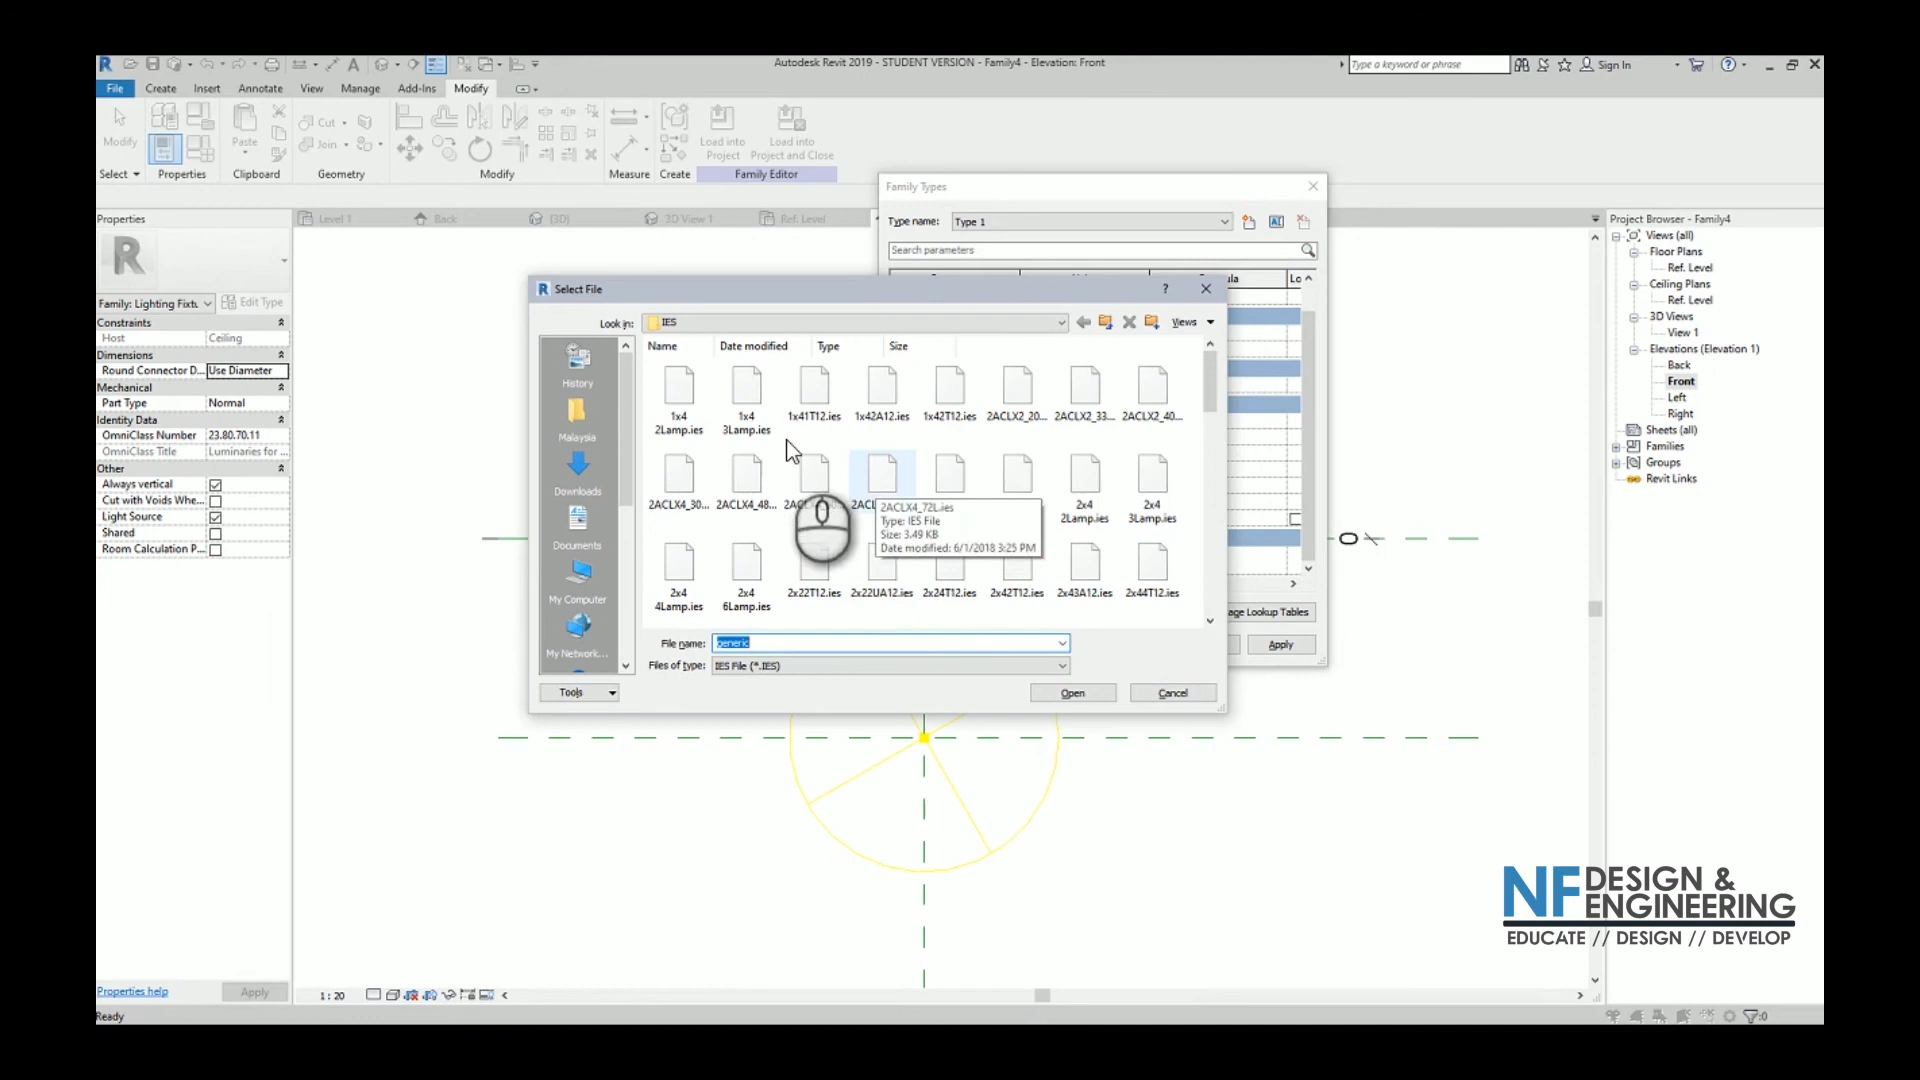 Autodesk Revit 2019 - STUDENT VERSION - Family4 - Elevation: Front
Type a keyword or phrase
Sign In
File Create Insert Annotate View Manage Add-Ins Modify
Modify
Cut
Join
Paste
Load into Project
Load into Project and Close
Select Properties Clipboard Geometry Modify Measure Create Family Editor
Properties
Family: Lighting Fixtu
Edit Type
Constraints
Host Ceiling
Dimensions
Round Connector D... Use Diameter
Mechanical
Part Type Normal
Identity Data
OmniClass Number 23.80.70.11
OmniClass Title Luminaries for ...
Other
Always vertical
Cut with Voids Whe...
Light Source
Shared
Room Calculation P...
Properties help
Apply
Ready
Level 1
Back
{3D}
3D View 1
Ref. Level
Family Types
Type name: Type 1
Search parameters
Lo
age Lookup Tables
Apply
Select File
Look in: IES
Views
Name Date modified Type Size
History
Malaysia
Downloads
Documents
My Computer
My Network...
1x4 2Lamp.ies
1x4 3Lamp.ies
1x41T12.ies
1x42A12.ies
1x42T12.ies
2ACLX2_20...
2ACLX2_33...
2ACLX2_40...
2ACLX4_30...
2ACLX4_48...
2x4 2Lamp.ies
2x4 3Lamp.ies
2ACLX4_72L.ies
Type: IES File
Size: 3.49 KB
Date modified: 6/1/2018 3:25 PM
2x4 4Lamp.ies
2x4 6Lamp.ies
2x22T12.ies
2x22UA12.ies
2x24T12.ies
2x42T12.ies
2x43A12.ies
2x44T12.ies
File name: generic
Files of type: IES File (*.IES)
Tools
Open
Cancel
1 : 20
Project Browser - Family4
Views (all)
Floor Plans
Ref. Level
Ceiling Plans
Ref. Level
3D Views
View 1
Elevations (Elevation 1)
Back
Front
Left
Right
Sheets (all)
Families
Groups
Revit Links
NF DESIGN &
ENGINEERING
EDUCATE // DESIGN // DEVELOP
:0